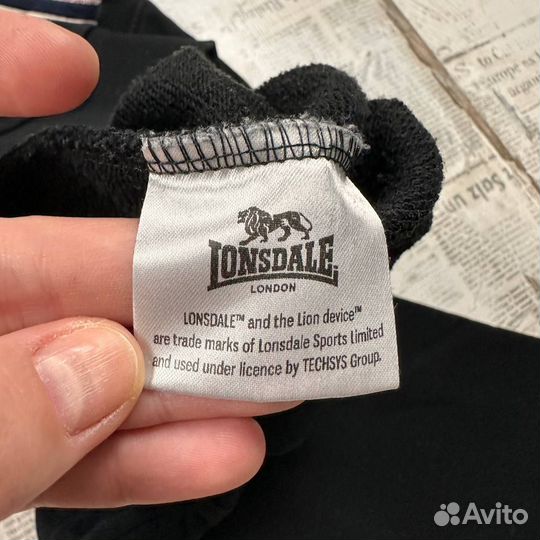 LONSDALE
LONDON
LONSDALE™ and the Lion device™
are trade marks of Lonsdale Sports Limited
and used under licence by TECHSYS Group.
Avito